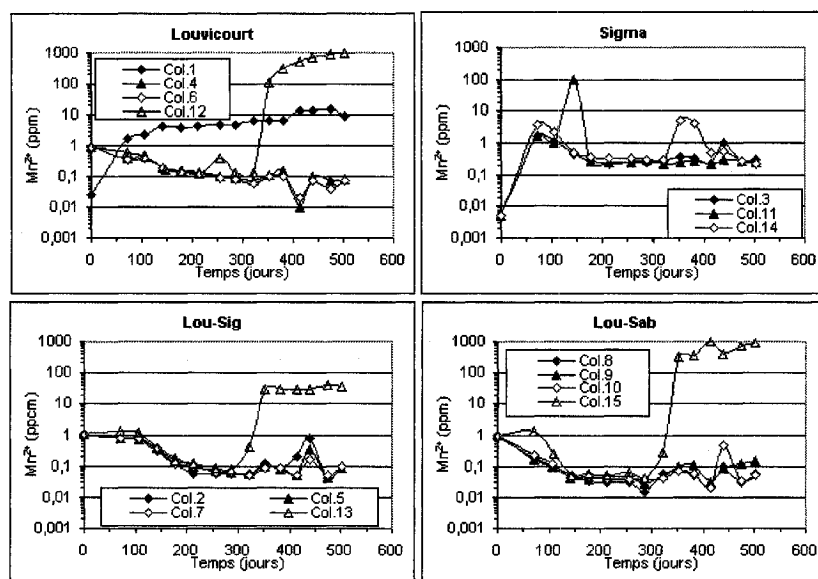 Louvicourt
Mn²⁺ (ppm)
1000
100
10
1
0,1
0,01
0,001
Col.1
Col.4
Col.6
Col.12
0 100 200 300 400 500 600
Temps (jours)
Sigma
Mn²⁺ (ppm)
1000
100
10
1
0,1
0,01
0,001
Col.3
Col.11
Col.14
0 100 200 300 400 500 600
Temps (jours)
Lou-Sig
Mn²⁺ (ppcm)
1000
100
10
1
0,1
0,01
0,001
Col.2 Col.5
Col.7 Col.13
0 100 200 300 400 500 600
Temps (jours)
Lou-Sab
Mn²⁺ (ppm)
1000
100
10
1
0,1
0,01
0,001
Col.8
Col.9
Col.10
Col.15
0 100 200 300 400 500 600
Temps (jours)